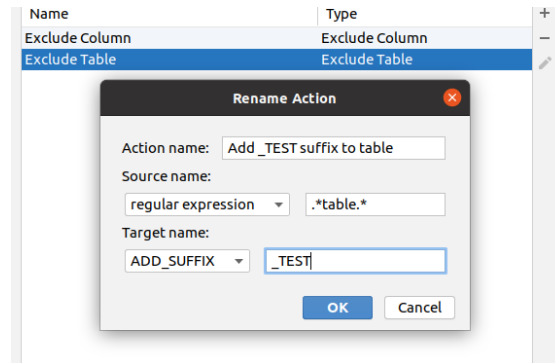 Name Type
Exclude Column Exclude Column
Exclude Table Exclude Table
Rename Action
Action name: Add _TEST suffix to table
Source name:
regular expression .*table.*
Target name:
ADD_SUFFIX _TEST
OK Cancel